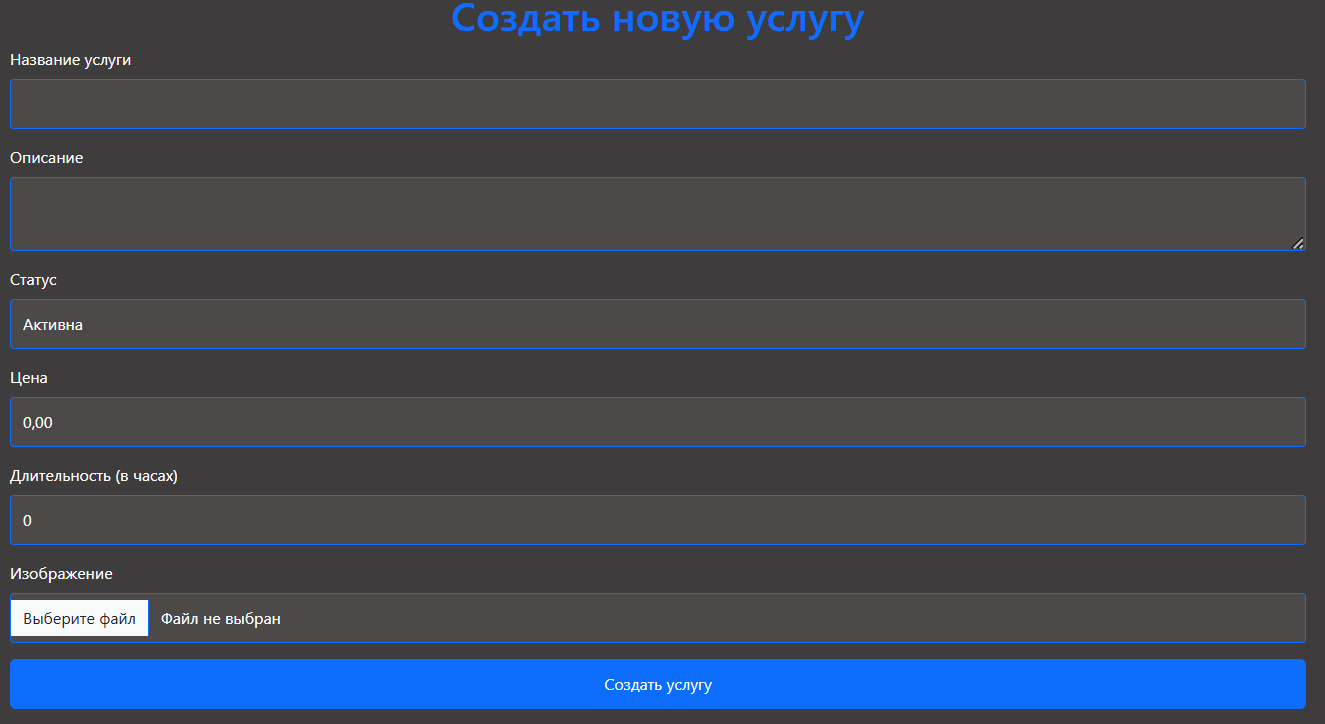 Создать новую услугу
Название услуги
Описание
Статус
Активна
Цена
0,00
Длительность (в часах)
0
Изображение
Выберите файл Файл не выбран
Создать услугу